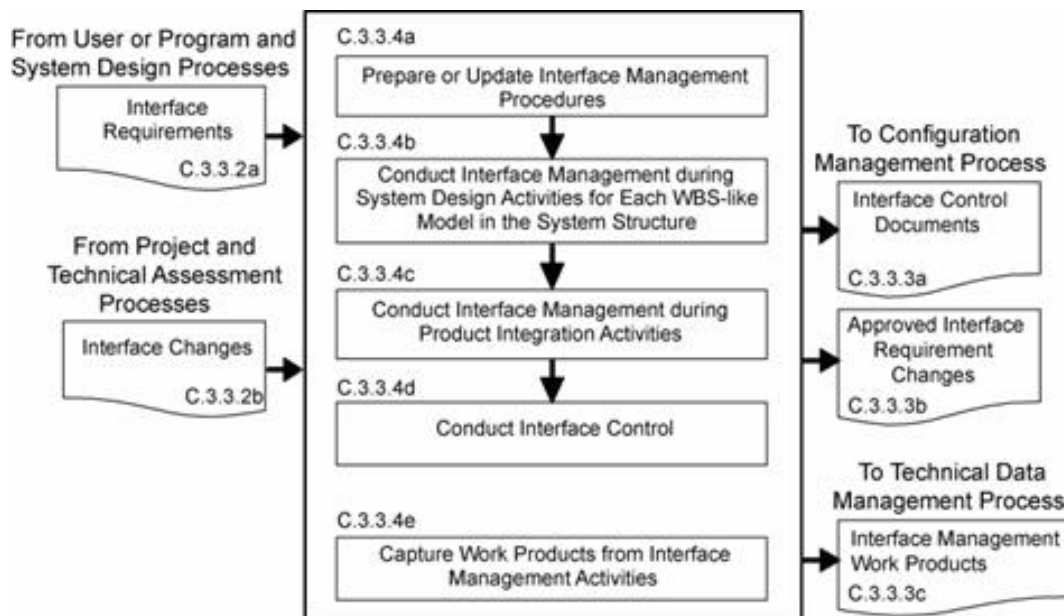 From User or Program and
System Design Processes
Interface
Requirements
C.3.3.2a
From Project and
Technical Assessment
Processes
Interface Changes
C.3.3.2b
C.3.3.4a
Prepare or Update Interface Management
Procedures
C.3.3.4b
Conduct Interface Management during
System Design Activities for Each WBS-like
Model in the System Structure
C.3.3.4c
Conduct Interface Management during
Product Integration Activities
C.3.3.4d
Conduct Interface Control
C.3.3.4e
Capture Work Products from Interface
Management Activities
To Configuration
Management Process
Interface Control
Documents
C.3.3.3a
Approved Interface
Requirement
Changes
C.3.3.3b
To Technical Data
Management Process
Interface Management
Work Products
C.3.3.3c